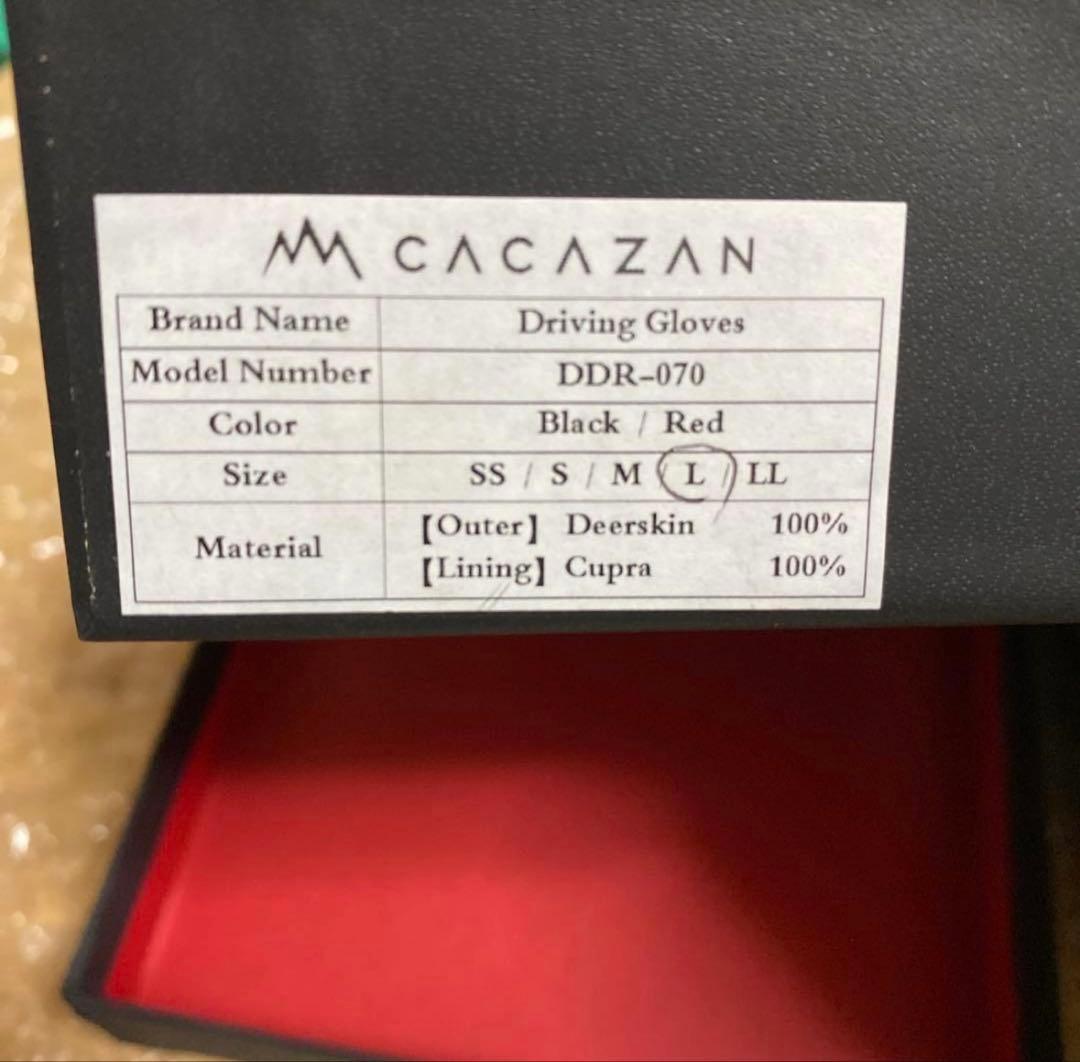 CACAZAN
Brand Name Driving Gloves
Model Number DDR-070
Color Black / Red
Size SS / S / M / L / LL
Material 【Outer】 Deerskin 100%
【Lining】 Cupra 100%